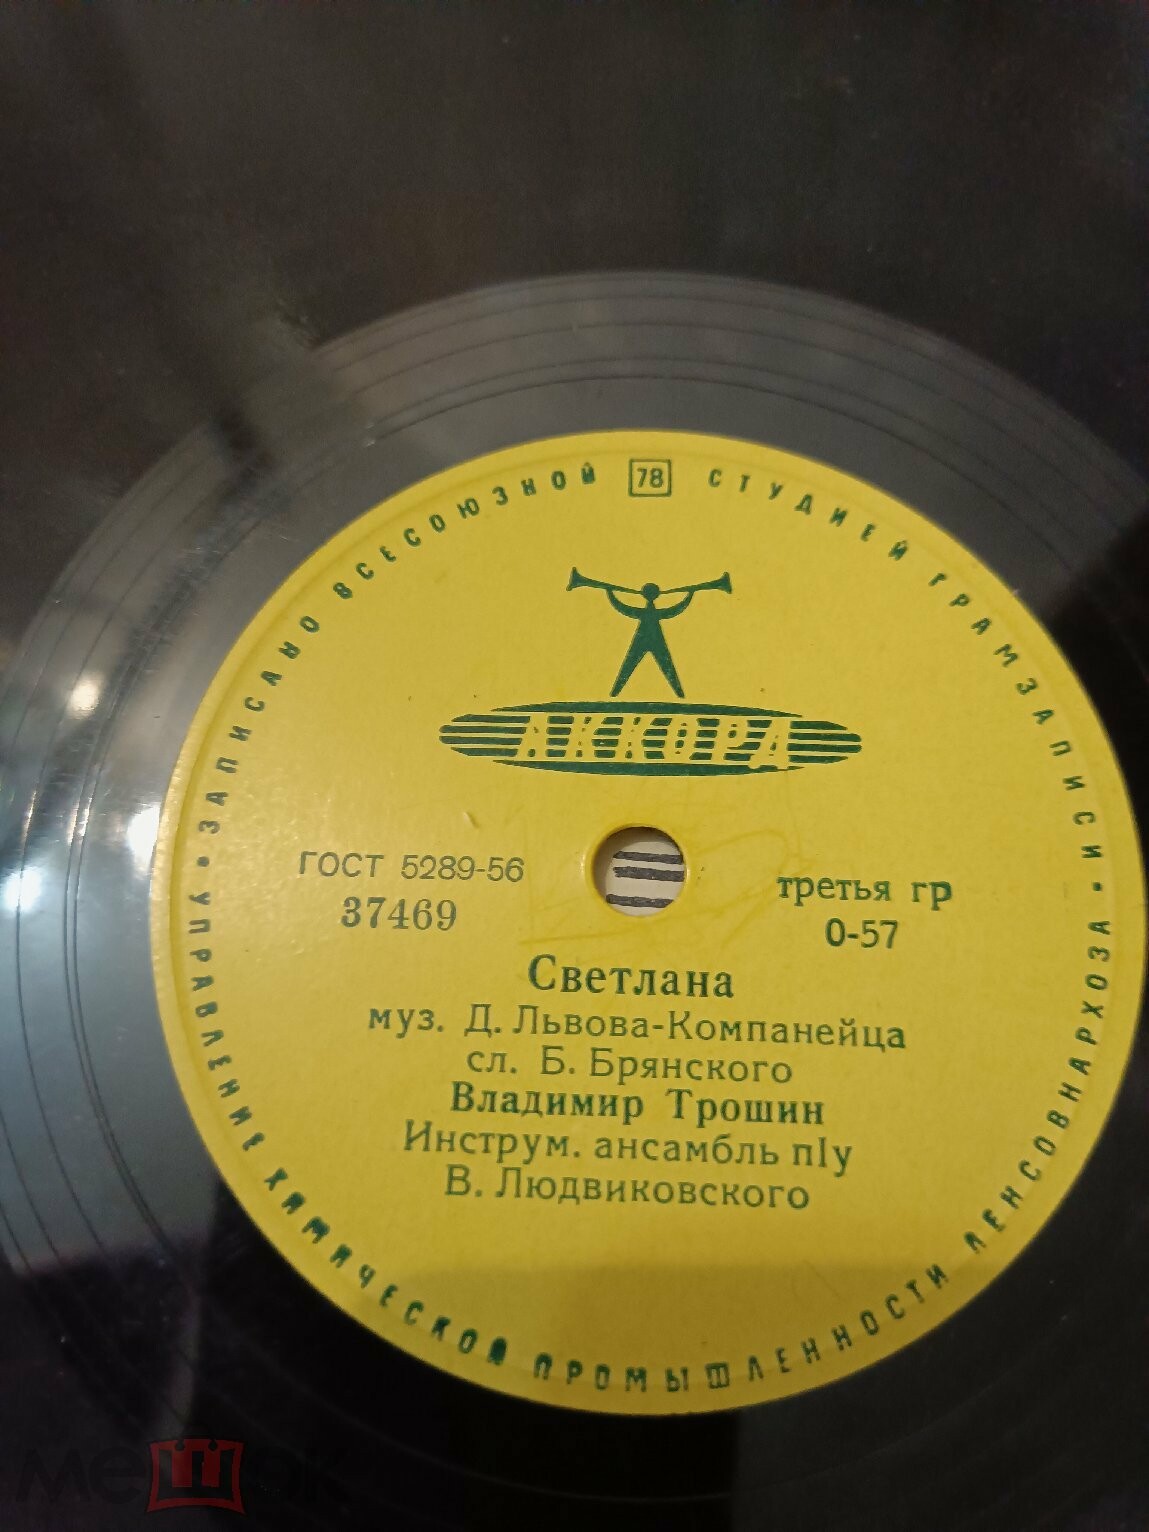 ЗАПИСАНО ВСЕСОЮЗНОЙ 78 СТУДИЕЙ ГРАМЗАПИСИ •
УПРАВЛЕНИЕ ХИМИЧЕСКОЙ ПРОМЫШЛЕННОСТИ ЛЕНСОВНАРХОЗА •
АККОРД
ГОСТ 5289-56
37469
третья гр
0-57
Светлана
муз. Д. Львова-Компанейца
сл. Б. Брянского
Владимир Трошин
Инструм. ансамбль п/у
В. Людвиковского
мешок